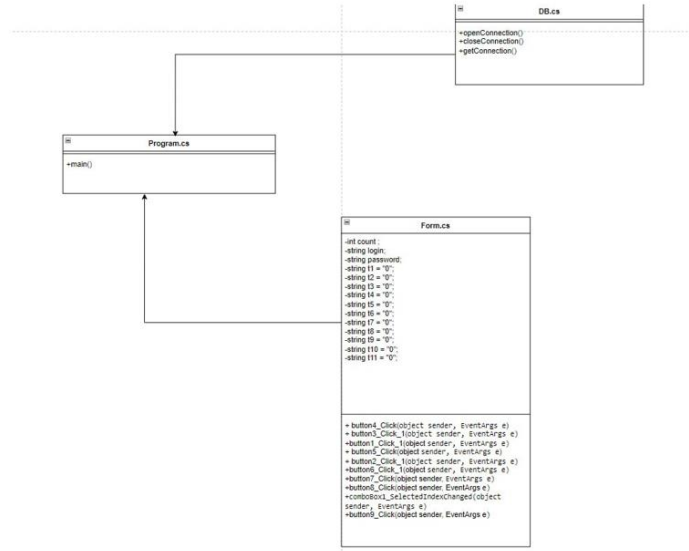 DB.cs
+openConnection()
+closeConnection()
+getConnection()
Program.cs
+main()
Form.cs
-int count ;
-string login;
-string password;
-string t1 = "0";
-string t2 = "0";
-string t3 = "0";
-string t4 = "0";
-string t5 = "0";
-string t6 = "0";
-string t7 = "0";
-string t8 = "0";
-string t9 = "0";
-string t10 = "0";
-string t11 = "0";
+ button4_Click(object sender, EventArgs e)
+ button3_Click_1(object sender, EventArgs e)
+button1_Click_1(object sender, EventArgs e)
+ button5_Click(object sender, EventArgs e)
+ button2_Click_1(object sender, EventArgs e)
+button6_Click_1(object sender, EventArgs e)
+button7_Click(object sender, EventArgs e)
+button8_Click(object sender, EventArgs e)
+comboBox1_SelectedIndexChanged(object
sender, EventArgs e)
+button9_Click(object sender, EventArgs e)